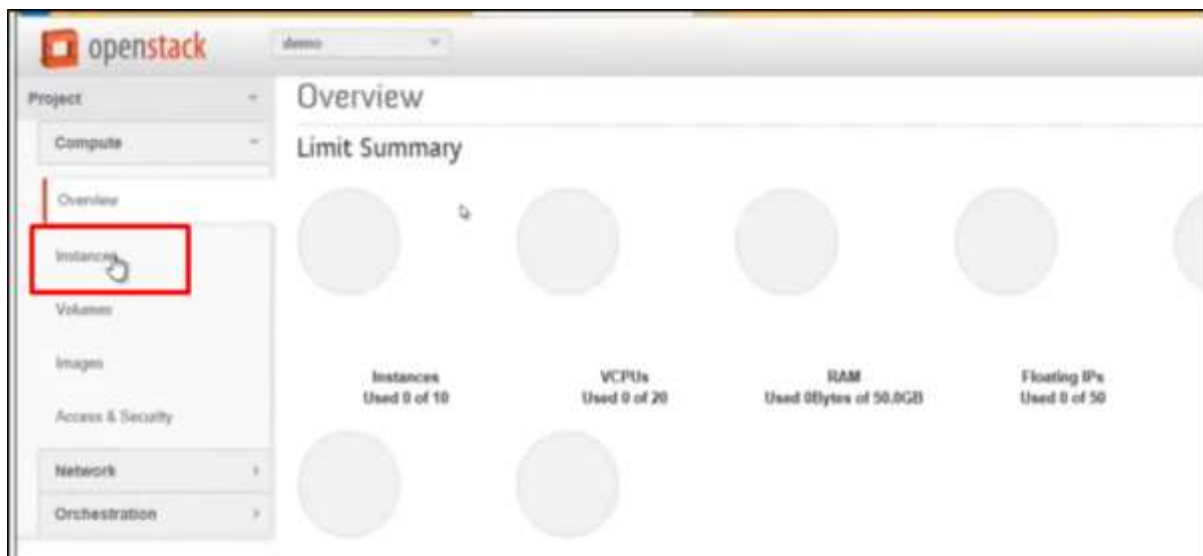 openstack
demo
Project
Compute
Overview
Instances
Volumes
Images
Access & Security
Network
Orchestration
Overview
Limit Summary
Instances
Used 0 of 10
VCPUs
Used 0 of 20
RAM
Used 0Bytes of 50.0GB
Floating IPs
Used 0 of 50